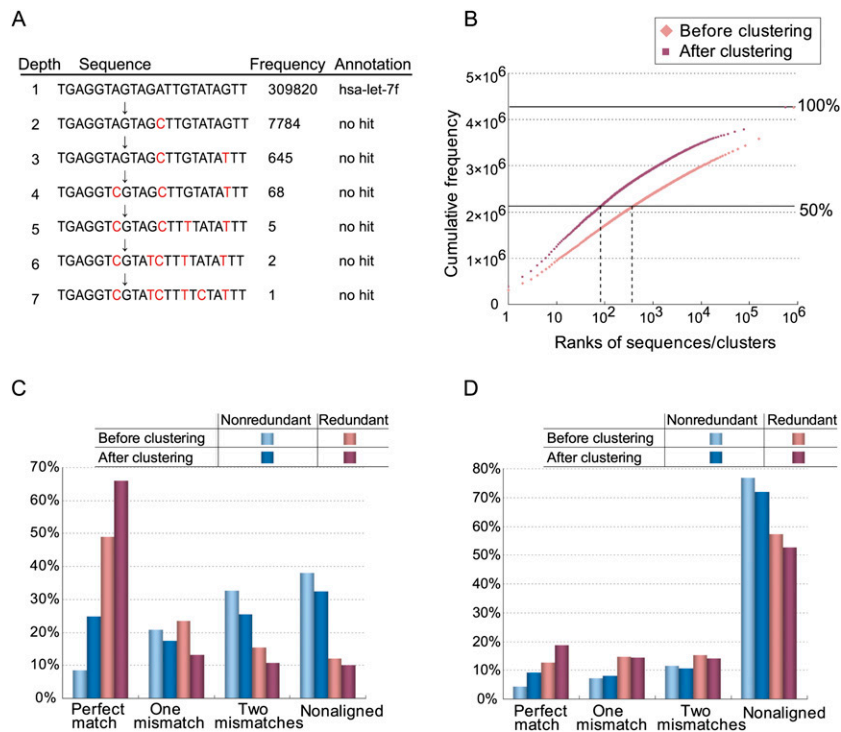 A
Depth Sequence Frequency Annotation
1 TGAGGTAGTAGATTGTATAGTT 309820 hsa-let-7f
↓
2 TGAGGTAGTAGCTTGTATAGTT 7784 no hit
↓
3 TGAGGTAGTAGCTTGTATATTT 645 no hit
↓
4 TGAGGTCGTAGCTTGTATATTT 68 no hit
↓
5 TGAGGTCGTAGCTTTTATATTT 5 no hit
↓
6 TGAGGTCGTATCTTTTATATTT 2 no hit
↓
7 TGAGGTCGTATCTTTTCTATTT 1 no hit
B
Before clustering
After clustering
5×10⁶
4×10⁶
3×10⁶
2×10⁶
1×10⁶
0
100%
50%
Cumulative frequency
1 10 10² 10³ 10⁴ 10⁵ 10⁶
Ranks of sequences/clusters
C
Nonredundant Redundant
Before clustering
After clustering
70%
60%
50%
40%
30%
20%
10%
0%
Perfect match
One mismatch
Two mismatches
Nonaligned
D
Nonredundant Redundant
Before clustering
After clustering
80%
70%
60%
50%
40%
30%
20%
10%
0%
Perfect match
One mismatch
Two mismatches
Nonaligned